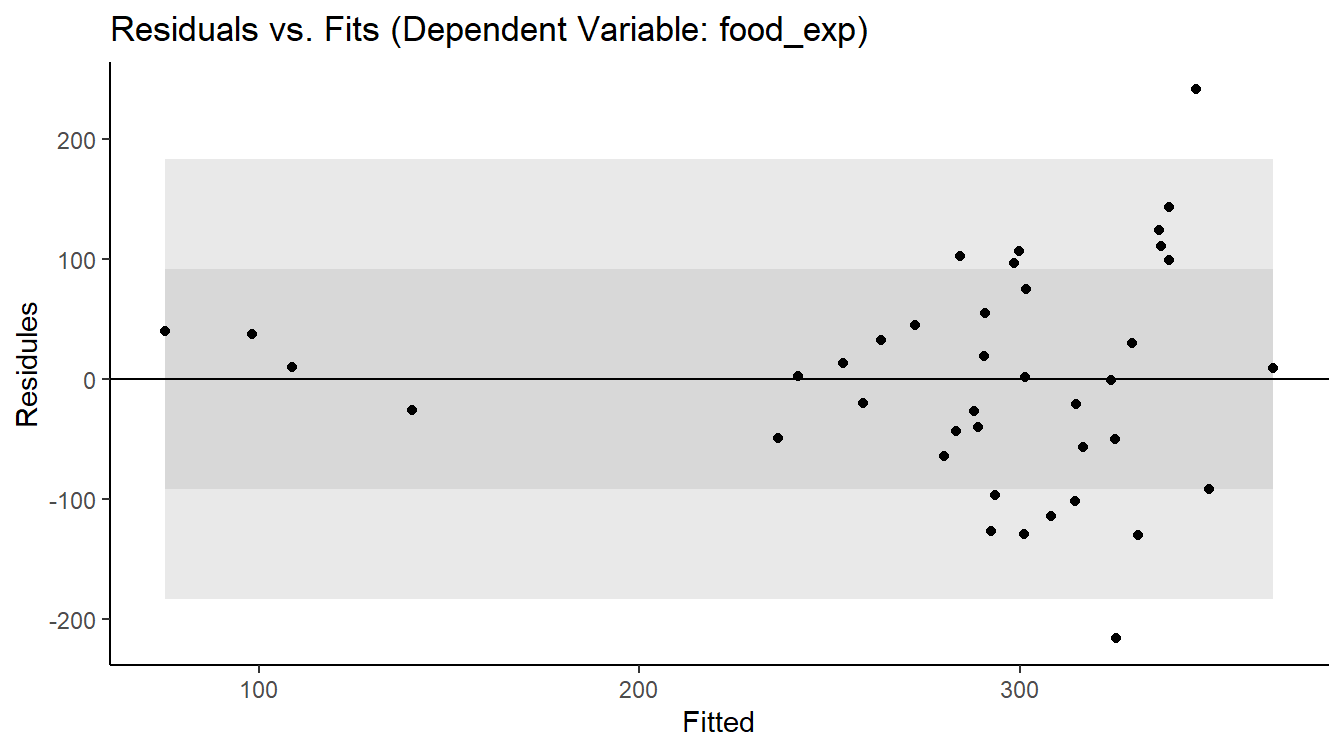 Residuals vs. Fits (Dependent Variable: food_exp)
200
100
0
-100
-200
Residules
100 200 300
Fitted